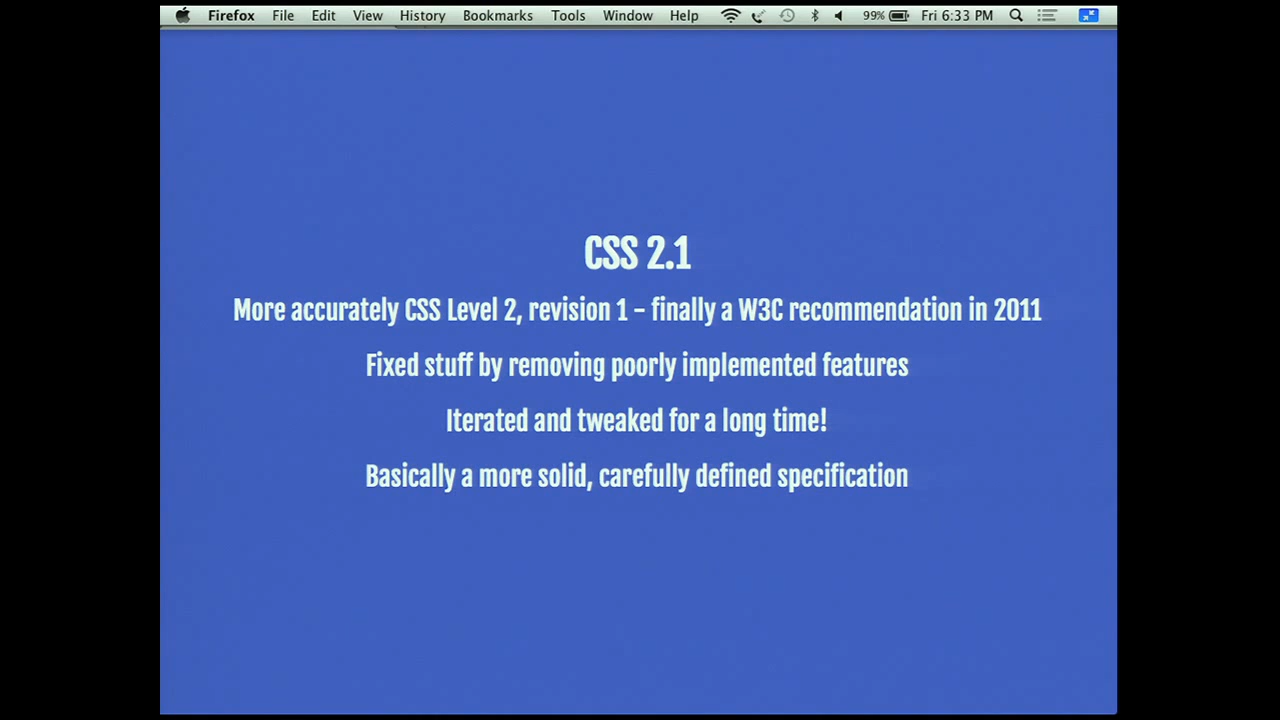 Firefox File Edit View History Bookmarks Tools Window Help 99% Fri 6:33 PM
CSS 2.1
More accurately CSS Level 2, revision 1 - finally a W3C recommendation in 2011
Fixed stuff by removing poorly implemented features
Iterated and tweaked for a long time!
Basically a more solid, carefully defined specification